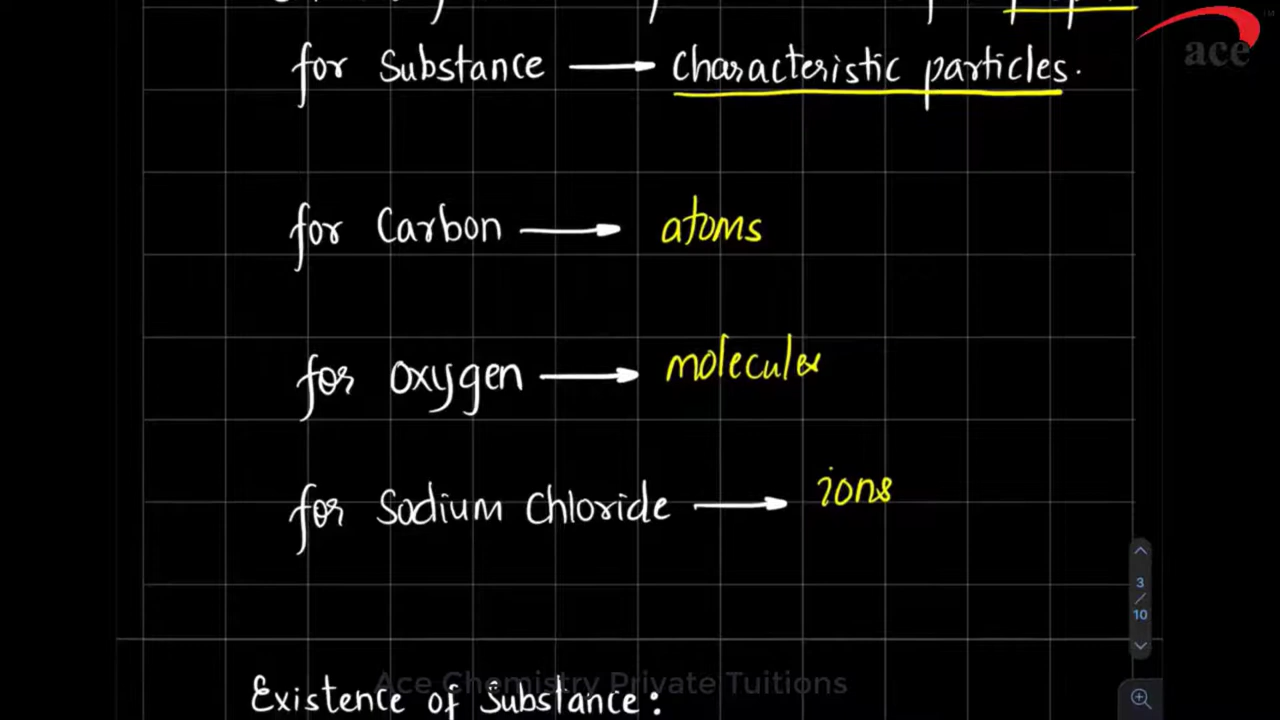 for Substance → Characteristic particles.
ace
for Carbon → atoms
for Oxygen → molecules
for Sodium Chloride → ions
3
/
10
Ace Chemistry Private Tuitions
Existence of Substance: